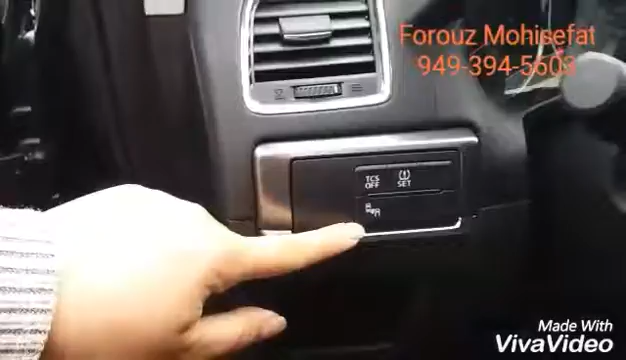 Forouz Mohisefat
949-394-5603
TCS
OFF
SET
Made With
VivaVideo